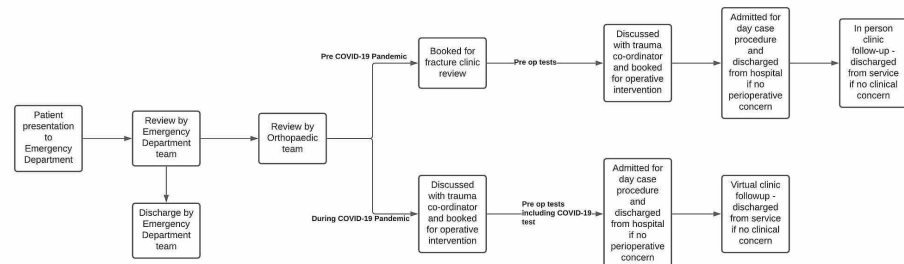 Patient
presentation
to
Emergency
Department
Review by
Emergency
Department
team
Discharge by
Emergency
Department
team
Review by
Orthopaedic
team
Pre COVID-19 Pandemic
Booked for
fracture clinic
review
Pre op tests
Discussed
with trauma
co-ordinator
and booked
for operative
intervention
Admitted for
day case
procedure
and
discharged
from hospital
if no
perioperative
concern
In person
clinic
follow-up -
discharged
from service
if no clinical
concern
During COVID-19 Pandemic
Discussed
with trauma
co-ordinator
and booked
for operative
intervention
Pre op tests
including COVID-19
test
Admitted for
day case
procedure
and
discharged
from hospital
if no
perioperative
concern
Virtual clinic
followup -
discharged
from service
if no clinical
concern